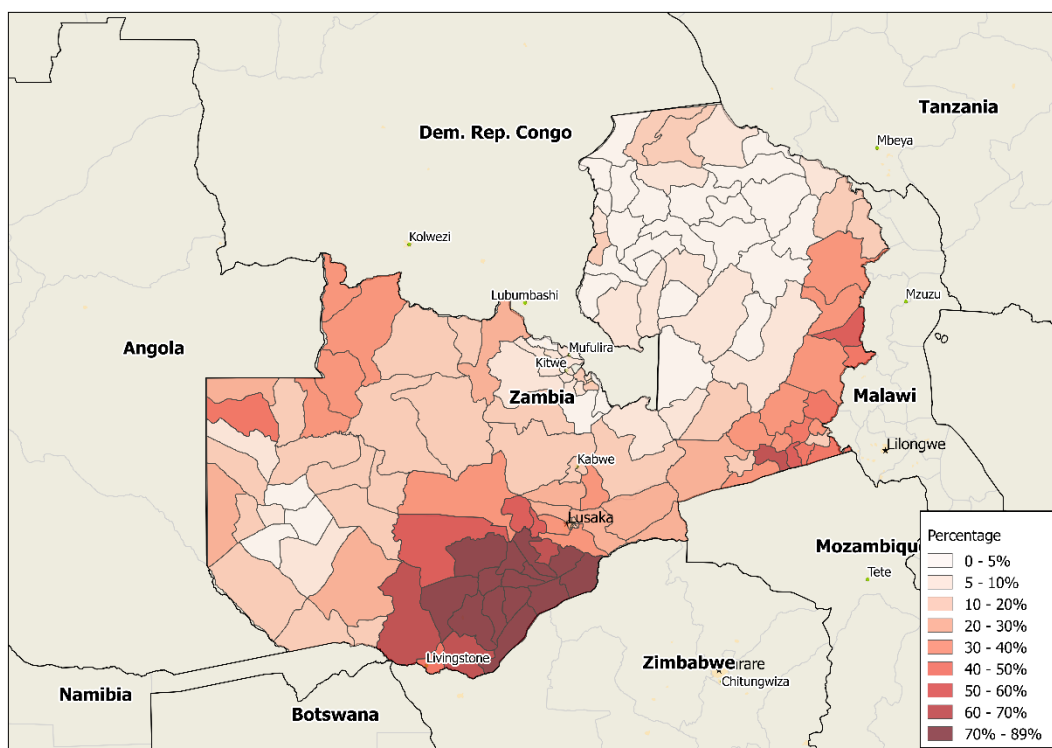 Tanzania
Dem. Rep. Congo
Mbeya
Kolwezi
Lubumbashi
Mzuzu
Angola
Mufulira
Kitwe
Zambia
Malawi
Lilongwe
Kabwe
Lusaka
Mozambique
Tete
Livingstone
Zimbabwe
Chitungwiza
Namibia
Botswana
Percentage
0 - 5%
5 - 10%
10 - 20%
20 - 30%
30 - 40%
40 - 50%
50 - 60%
60 - 70%
70% - 89%